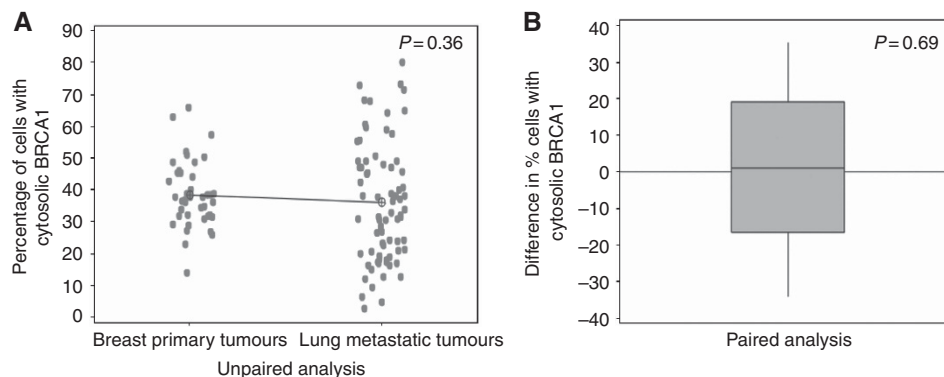 A
Percentage of cells with
cytosolic BRCA1
90
80
70
60
50
40
30
20
10
0
P=0.36
Breast primary tumours
Lung metastatic tumours
Unpaired analysis
B
Difference in % cells with
cytosolic BRCA1
40
30
20
10
0
–10
–20
–30
–40
P=0.69
Paired analysis